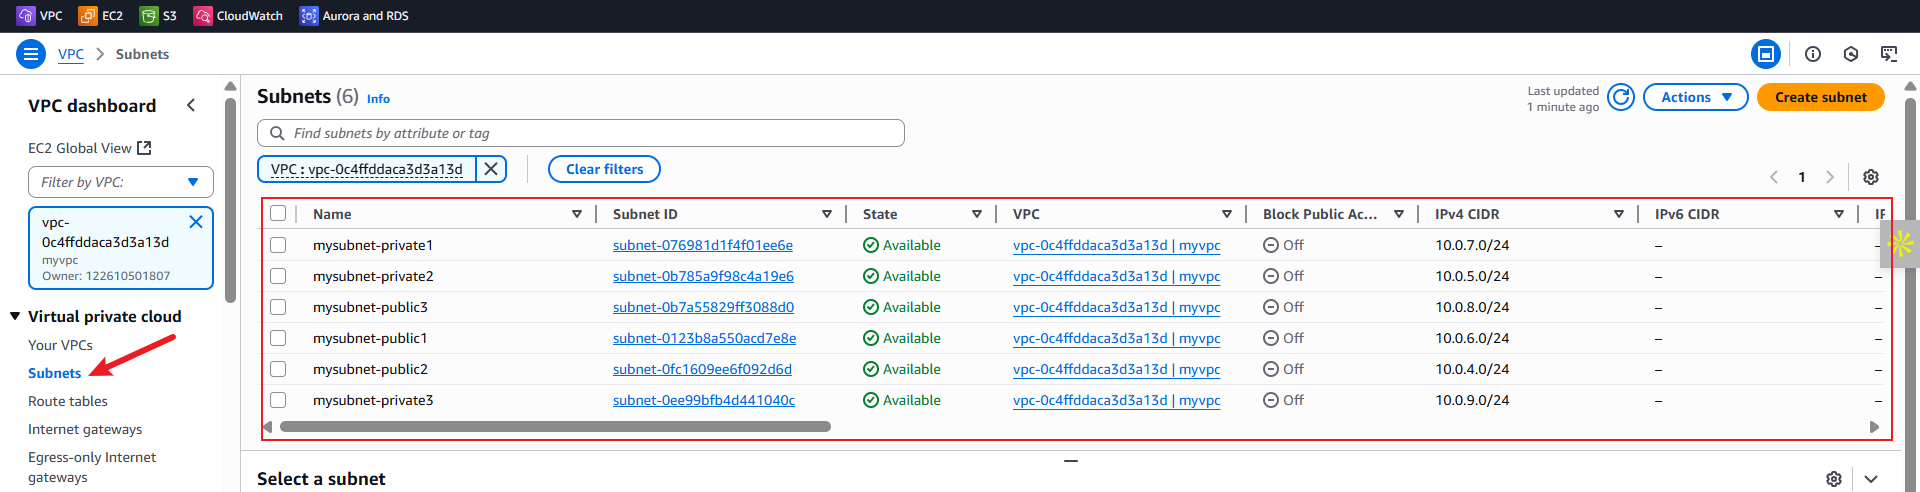 VPC EC2 S3 CloudWatch Aurora and RDS
VPC > Subnets
VPC dashboard
EC2 Global View
Filter by VPC:
vpc-
0c4ffddaca3d3a13d
myvpc
Owner: 122610501807
Virtual private cloud
Your VPCs
Subnets
Route tables
Internet gateways
Egress-only Internet
gateways
Subnets (6) Info
Last updated
1 minute ago
Actions
Create subnet
Find subnets by attribute or tag
VPC : vpc-0c4ffddaca3d3a13d
Clear filters
1
Name Subnet ID State VPC Block Public Ac... IPv4 CIDR IPv6 CIDR
mysubnet-private1 subnet-076981d1f4f01ee6e Available vpc-0c4ffddaca3d3a13d | myvpc Off 10.0.7.0/24 – –
mysubnet-private2 subnet-0b785a9f98c4a19e6 Available vpc-0c4ffddaca3d3a13d | myvpc Off 10.0.5.0/24 – –
mysubnet-public3 subnet-0b7a55829ff3088d0 Available vpc-0c4ffddaca3d3a13d | myvpc Off 10.0.8.0/24 – –
mysubnet-public1 subnet-0123b8a550acd7e8e Available vpc-0c4ffddaca3d3a13d | myvpc Off 10.0.6.0/24 – –
mysubnet-public2 subnet-0fc1609ee6f092d6d Available vpc-0c4ffddaca3d3a13d | myvpc Off 10.0.4.0/24 – –
mysubnet-private3 subnet-0ee99bfb4d441040c Available vpc-0c4ffddaca3d3a13d | myvpc Off 10.0.9.0/24 – –
Select a subnet